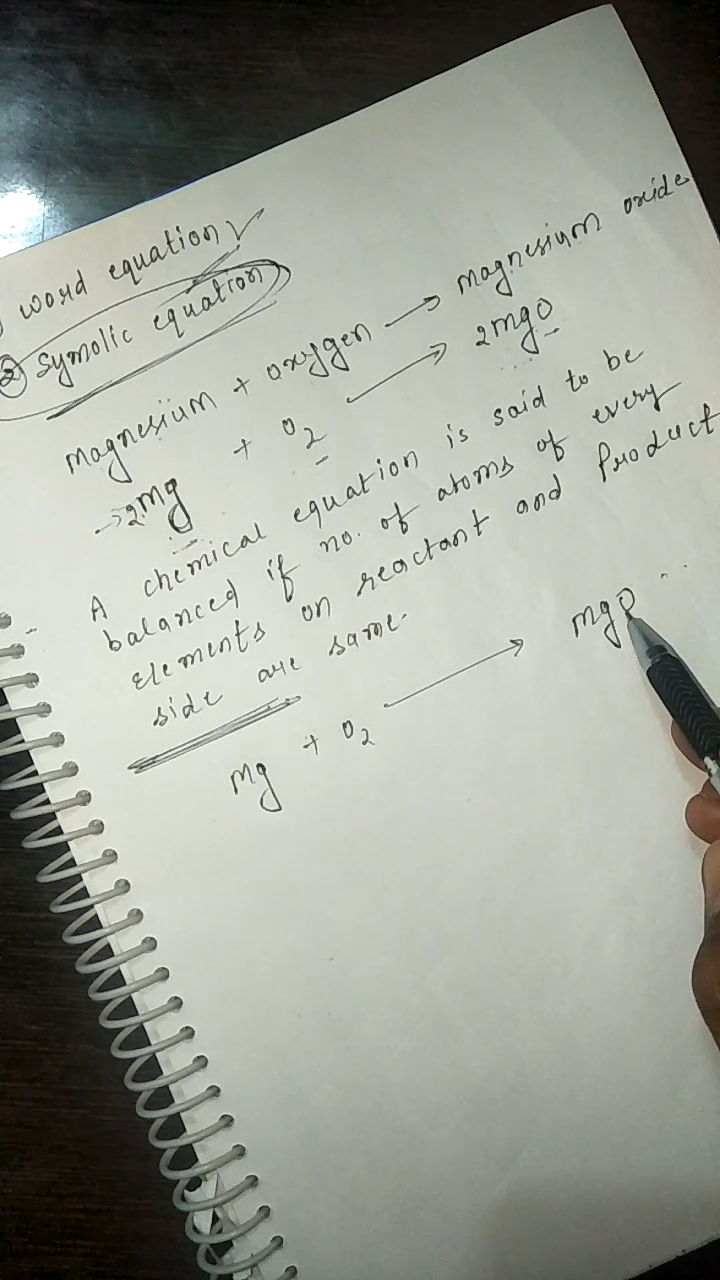 ) word equation ✓
② symolic equation
magnesium + oxygen → magnesium oxide
→ 2mg + O2 → 2mgO
A chemical equation is said to be
balanced if no. of atoms of every
elements on reactant and Product
side are same.
mg + O2 → mgO